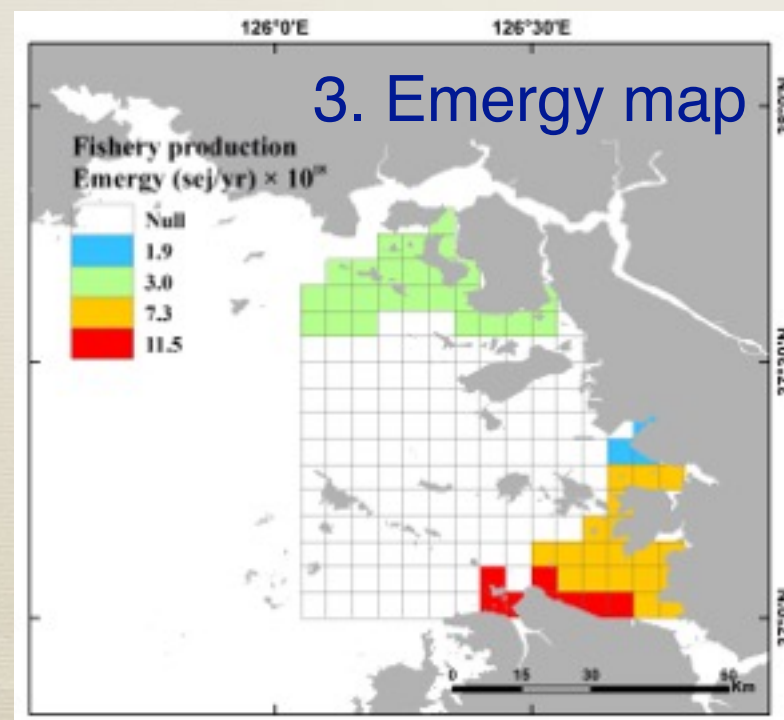 126°0'E 126°30'E
3. Emergy map
Fishery production
Emergy (sej/yr) × 10
Null
1.9
3.0
7.3
11.5
0 15 30 60
Km